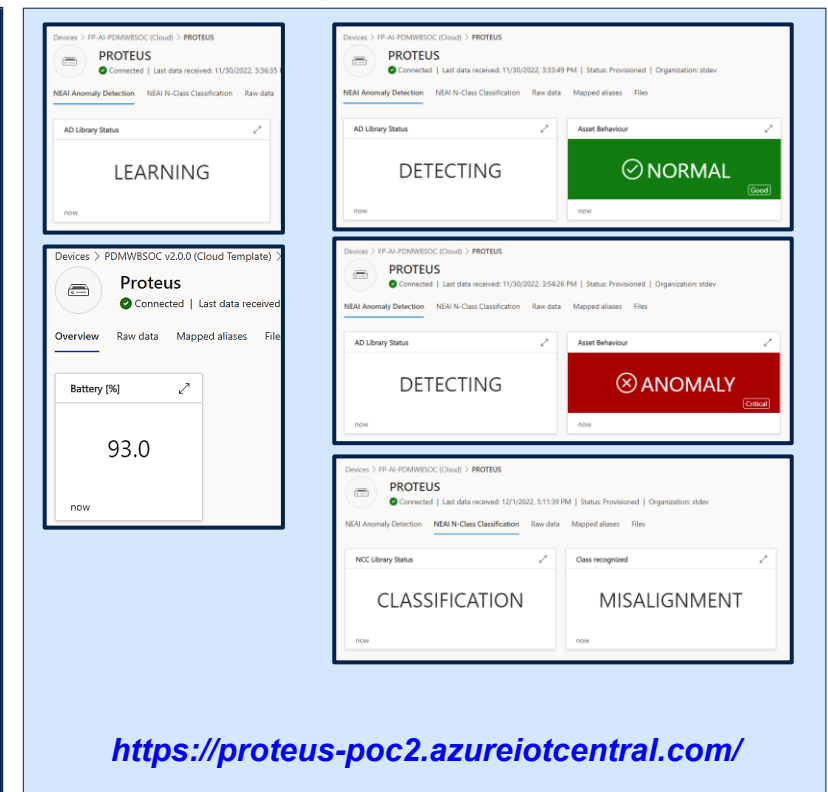 Devices > FP-AI-PDMWBSOC (Cloud) > PROTEUS
PROTEUS
Connected | Last data received: 11/30/2022, 3:36:35
NEAI Anomaly Detection NEAI N-Class Classification Raw data
AD Library Status
LEARNING
now
Devices > PDMWBSOC v2.0.0 (Cloud Template) >
Proteus
Connected | Last data received
Overview Raw data Mapped aliases File
Battery [%]
93.0
now
Devices > FP-AI-PDMWBSOC (Cloud) > PROTEUS
PROTEUS
Connected | Last data received: 11/30/2022, 3:33:49 PM | Status: Provisioned | Organization: stdev
NEAI Anomaly Detection NEAI N-Class Classification Raw data Mapped aliases Files
AD Library Status Asset Behaviour
DETECTING NORMAL
Good
now now
Devices > FP-AI-PDMWBSOC (Cloud) > PROTEUS
PROTEUS
Connected | Last data received: 11/30/2022, 3:54:26 PM | Status: Provisioned | Organization: stdev
NEAI Anomaly Detection NEAI N-Class Classification Raw data Mapped aliases Files
AD Library Status Asset Behaviour
DETECTING ANOMALY
Critical
now now
Devices > FP-AI-PDMWBSOC (Cloud) > PROTEUS
PROTEUS
Connected | Last data received: 12/1/2022, 5:11:39 PM | Status: Provisioned | Organization: stdev
NEAI Anomaly Detection NEAI N-Class Classification Raw data Mapped aliases Files
NCC Library Status Class recognized
CLASSIFICATION MISALIGNMENT
now now
https://proteus-poc2.azureiotcentral.com/